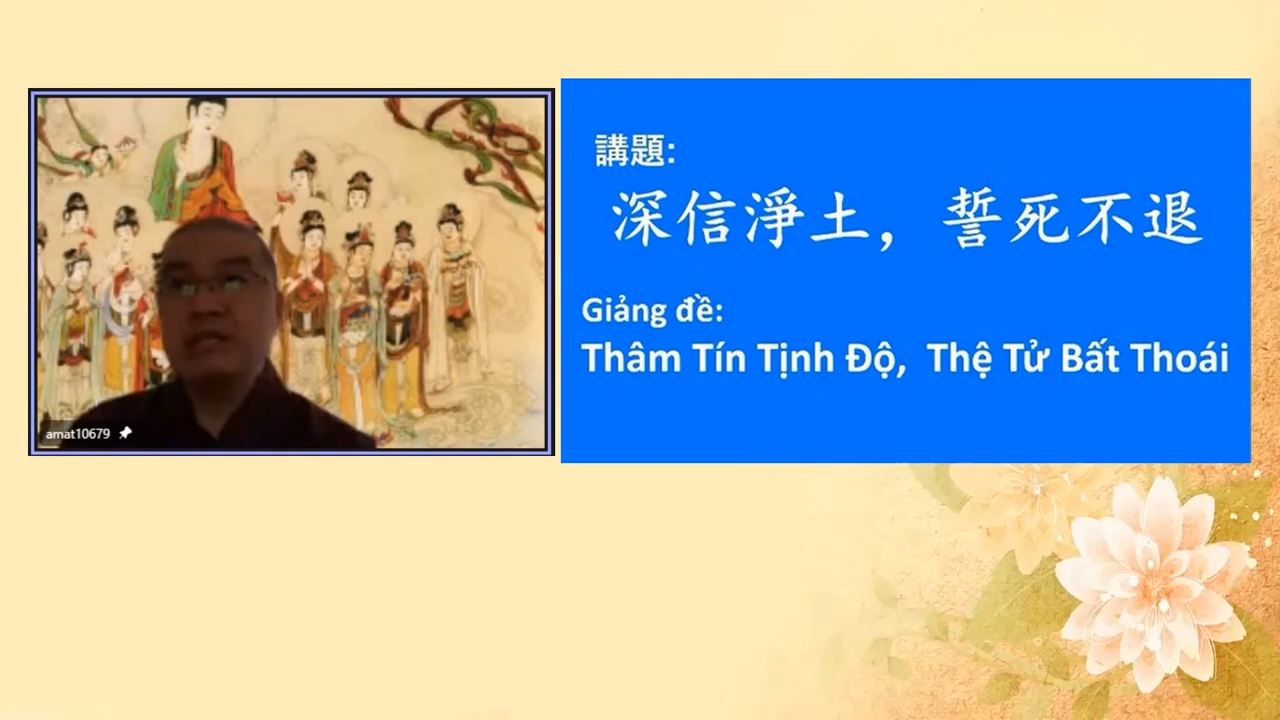 amat10679
講題:
深信淨土，誓死不退
Giảng đề:
Thâm Tín Tịnh Độ, Thệ Tử Bất Thoái